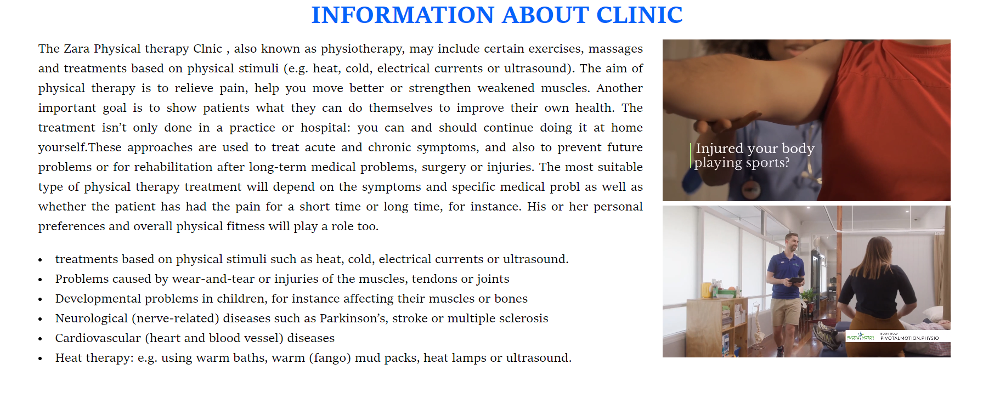 INFORMATION ABOUT CLINIC
The Zara Physical therapy Clnic , also known as physiotherapy, may include certain exercises, massages
and treatments based on physical stimuli (e.g. heat, cold, electrical currents or ultrasound). The aim of
physical therapy is to relieve pain, help you move better or strengthen weakened muscles. Another
important goal is to show patients what they can do themselves to improve their own health. The
treatment isn’t only done in a practice or hospital: you can and should continue doing it at home
yourself.These approaches are used to treat acute and chronic symptoms, and also to prevent future
problems or for rehabilitation after long-term medical problems, surgery or injuries. The most suitable
type of physical therapy treatment will depend on the symptoms and specific medical probl as well as
whether the patient has had the pain for a short time or long time, for instance. His or her personal
preferences and overall physical fitness will play a role too.
• treatments based on physical stimuli such as heat, cold, electrical currents or ultrasound.
• Problems caused by wear-and-tear or injuries of the muscles, tendons or joints
• Developmental problems in children, for instance affecting their muscles or bones
• Neurological (nerve-related) diseases such as Parkinson’s, stroke or multiple sclerosis
• Cardiovascular (heart and blood vessel) diseases
• Heat therapy: e.g. using warm baths, warm (fango) mud packs, heat lamps or ultrasound.
Injured your body
playing sports?
PIVOTAL MOTION
BOOK NOW
PIVOTALMOTION.PHYSIO